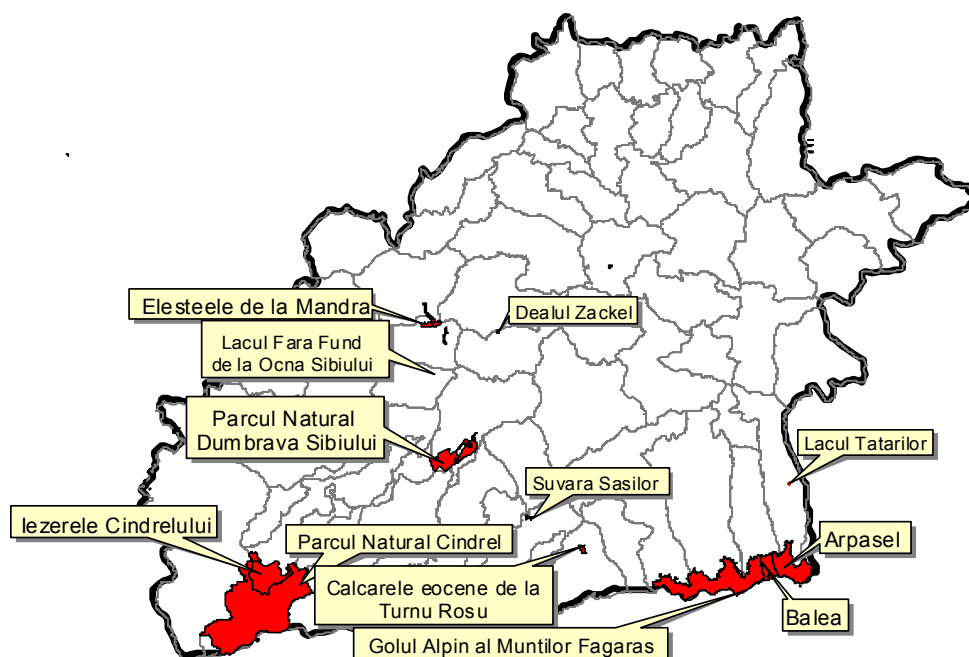 Elesteele de la Mandra
Dealul Zackel
Lacul Fara Fund
de la Ocna Sibiului
Parcul Natural
Dumbrava Sibiului
Lacul Tatarilor
Suvara Sasilor
Iezerele Cindrelului
Parcul Natural Cindrel
Arpasel
Calcarele eocene de la
Turnu Rosu
Balea
Golul Alpin al Muntilor Fagaras